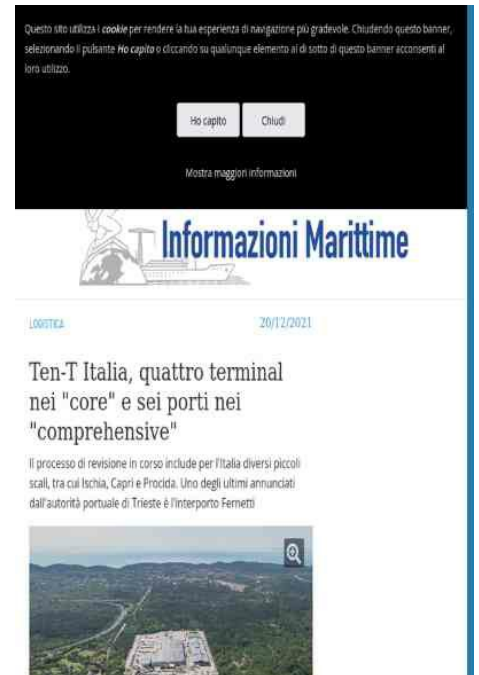 Questo sito utilizza i cookie per rendere la tua esperienza di navigazione più gradevole. Chiudendo questo banner,
selezionando il pulsante Ho capito o cliccando su qualunque elemento al di sotto di questo banner acconsenti al
loro utilizzo.
Ho capito
Chiudi
Mostra maggiori informazioni
Informazioni Marittime
LOGISTICA
20/12/2021
Ten-T Italia, quattro terminal
nei "core" e sei porti nei
"comprehensive"
Il processo di revisione in corso include per l'Italia diversi piccoli
scali, tra cui Ischia, Capri e Procida. Uno degli ultimi annunciati
dall'autorità portuale di Trieste è l'interporto Fernetti